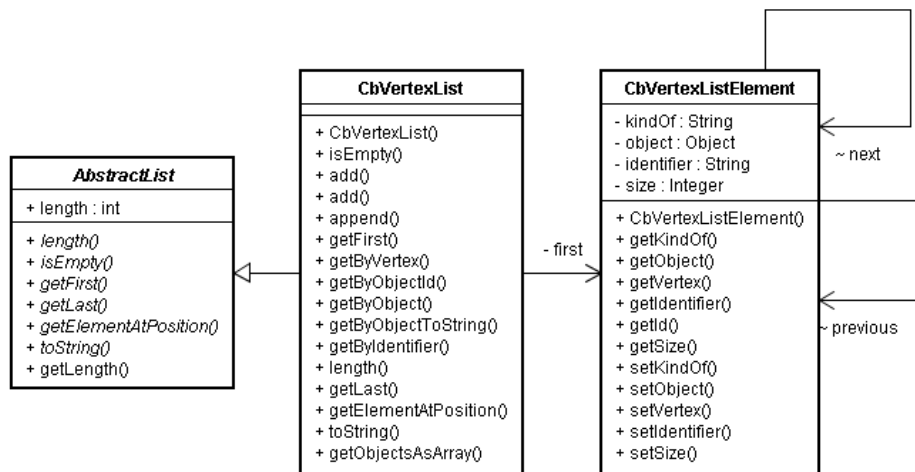 AbstractList
+ length : int
+ length()
+ isEmpty()
+ getFirst()
+ getLast()
+ getElementAtPosition()
+ toString()
+ getLength()
CbVertexList
+ CbVertexList()
+ isEmpty()
+ add()
+ add()
+ append()
+ getFirst()
+ getByVertex()
+ getByObjectId()
+ getByObject()
+ getByObjectToString()
+ getByIdentifier()
+ length()
+ getLast()
+ getElementAtPosition()
+ toString()
+ getObjectsAsArray()
- first
CbVertexListElement
- kindOf : String
- object : Object
- identifier : String
- size : Integer
+ CbVertexListElement()
+ getKindOf()
+ getObject()
+ getVertex()
+ getIdentifier()
+ getId()
+ getSize()
+ setKindOf()
+ setObject()
+ setVertex()
+ setIdentifier()
+ setSize()
~ next
~ previous